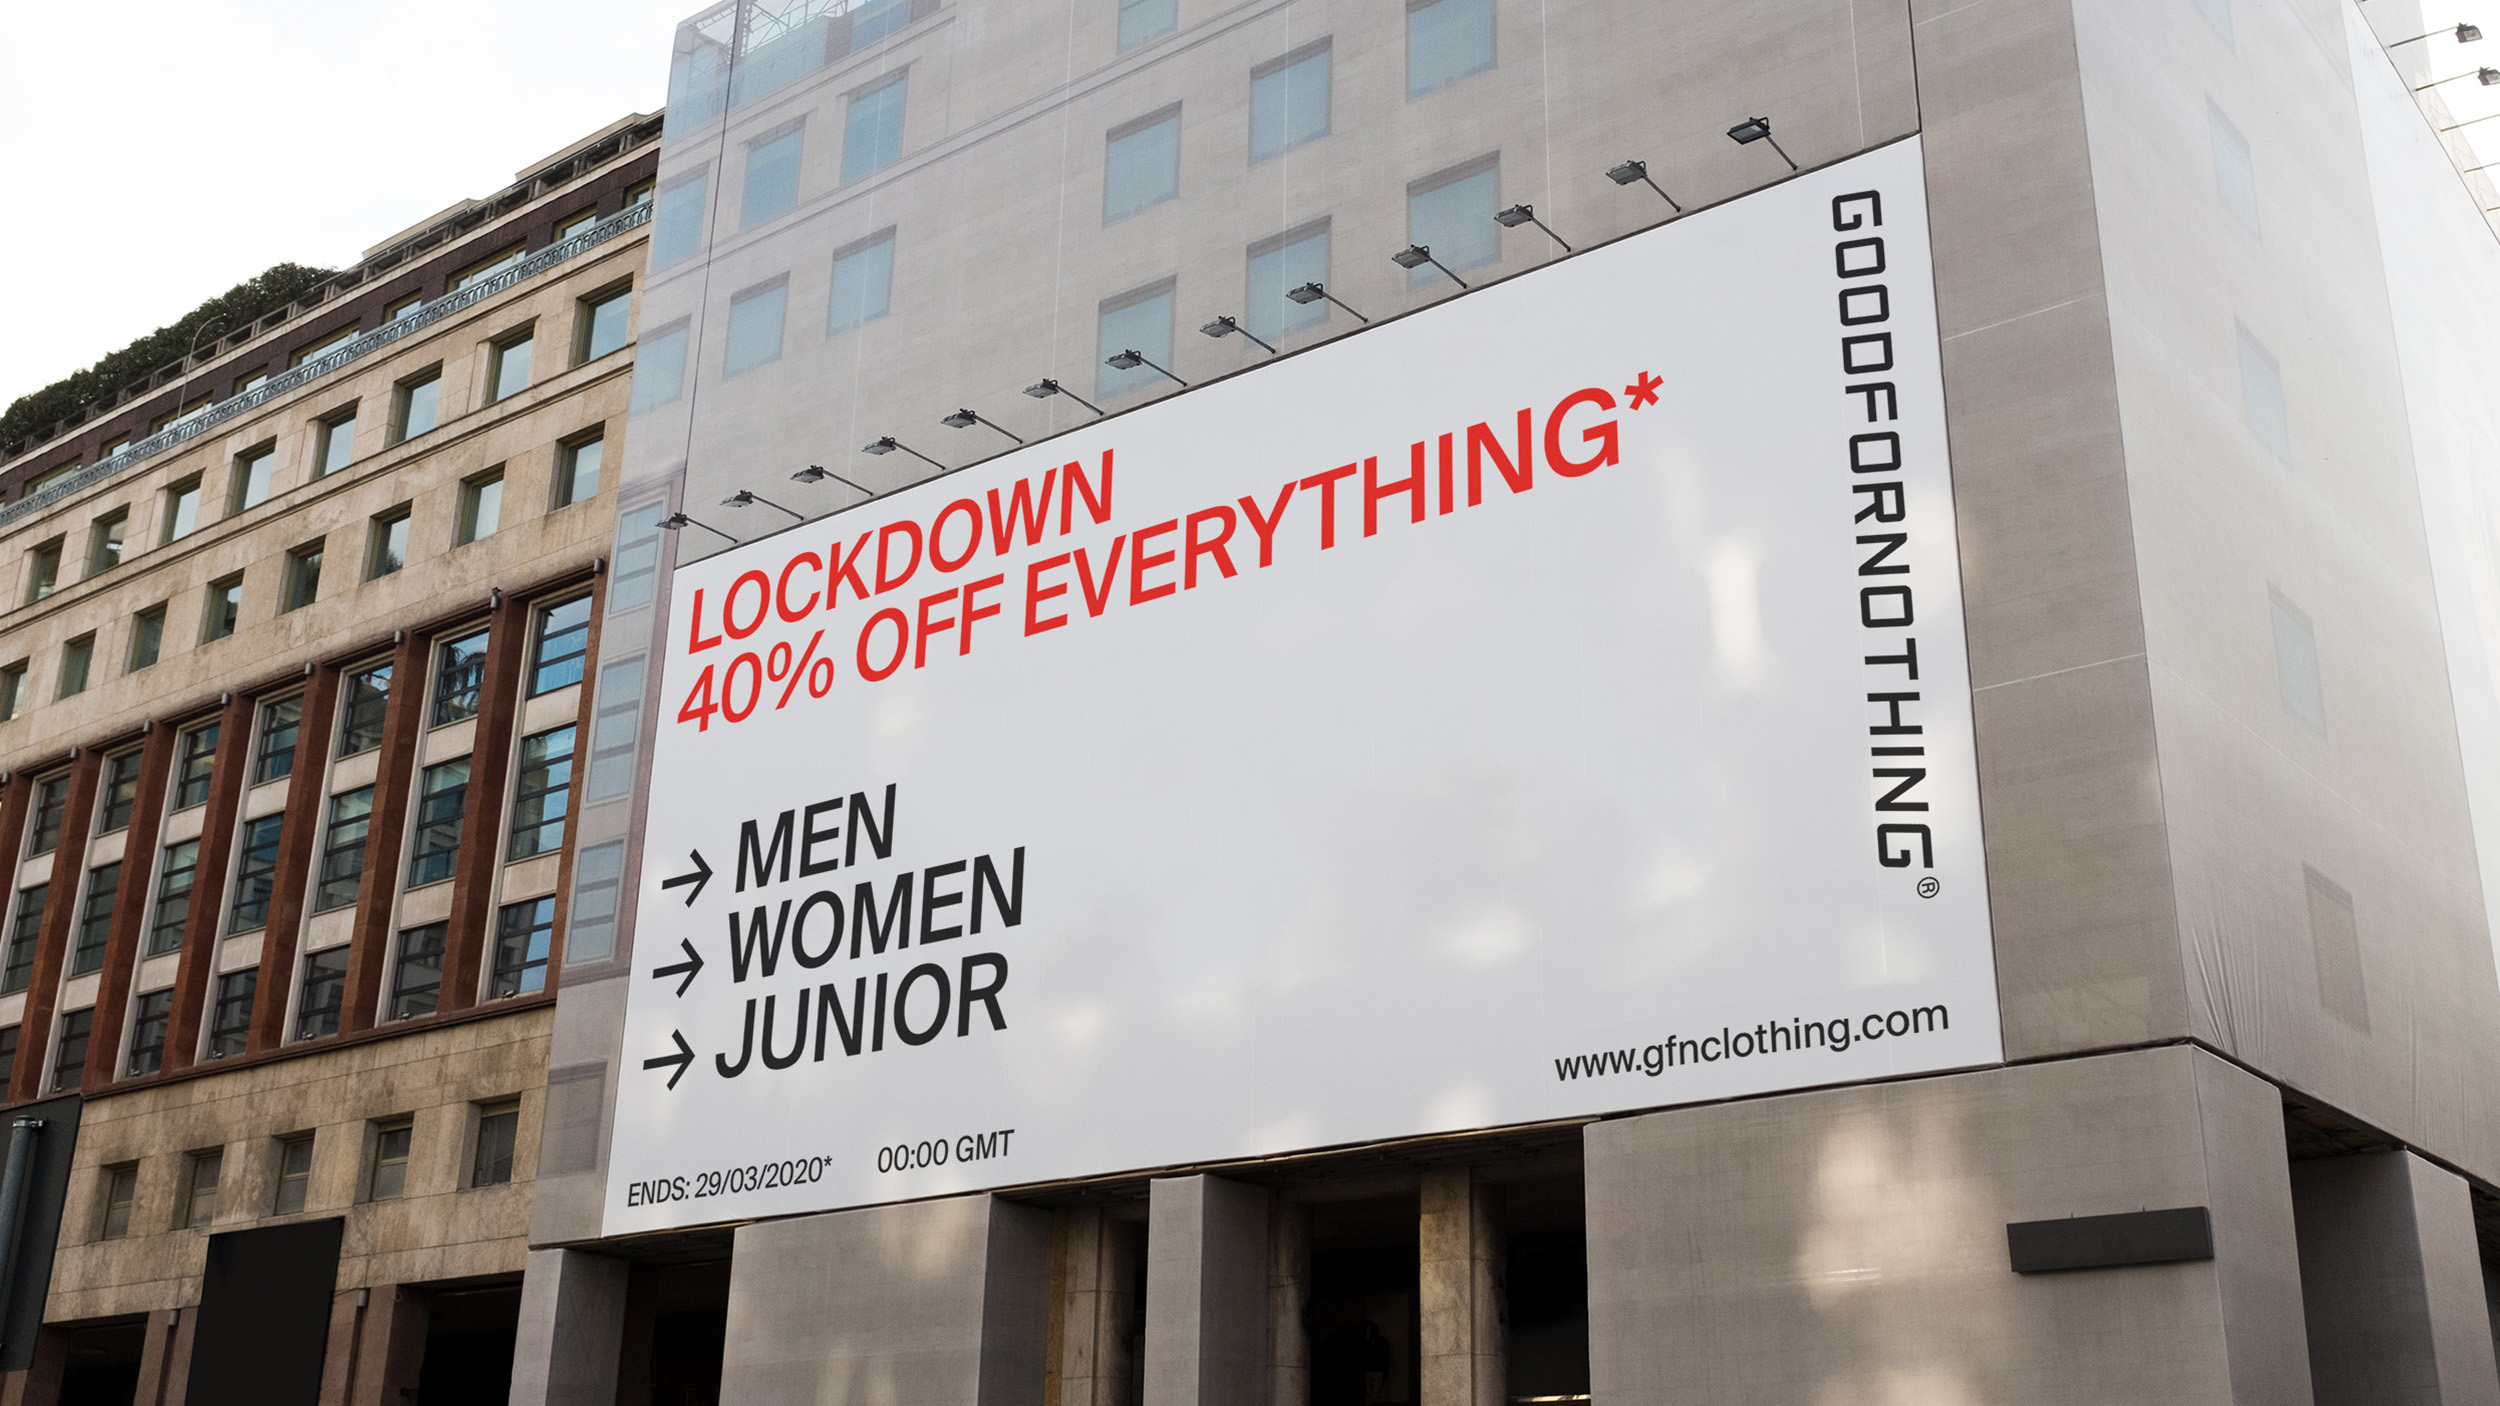 LOCKDOWN
40% OFF EVERYTHING*
GOODFORNOTHING®
→ MEN
→ WOMEN
→ JUNIOR
www.gfnclothing.com
ENDS: 29/03/2020* 00:00 GMT